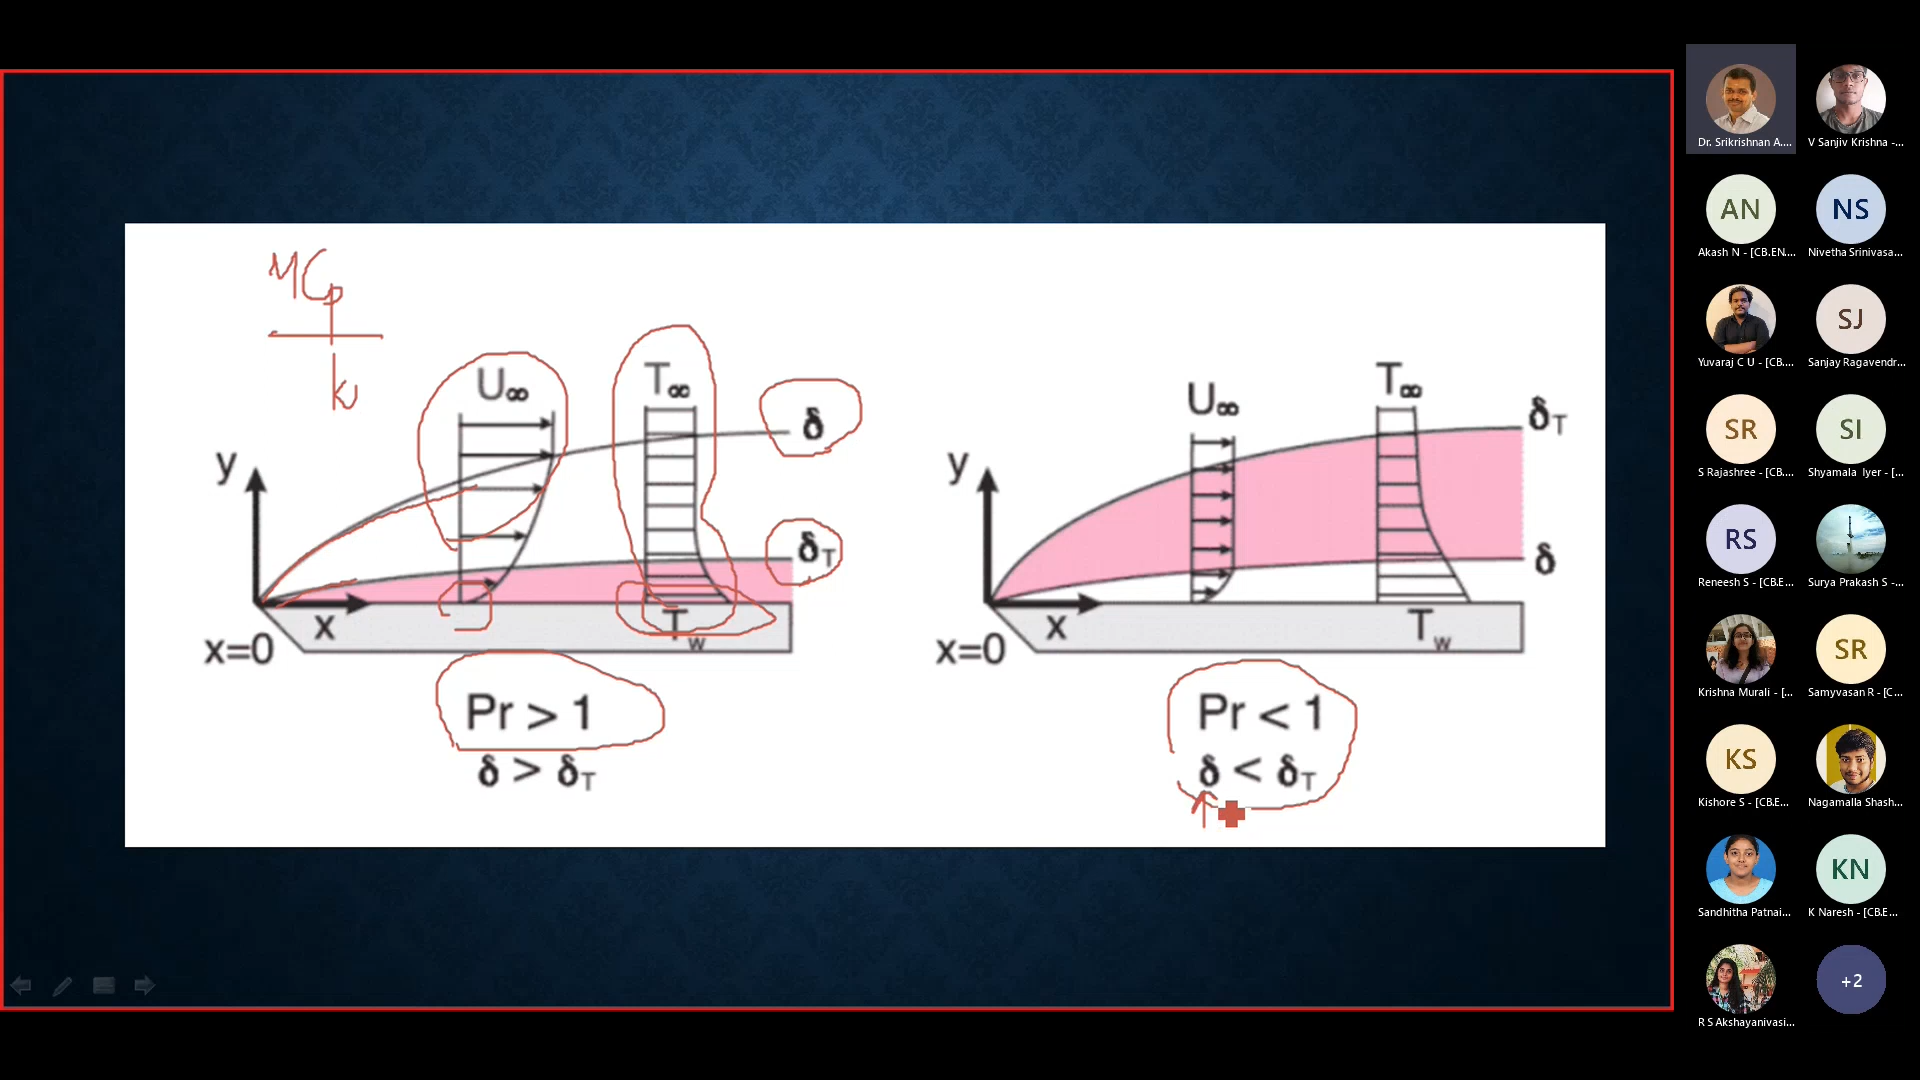 μCp
k
U∞
T∞
δ
δT
y
x
x=0
Tw
Pr > 1
δ > δT
U∞
T∞
δT
δ
y
x
x=0
Tw
Pr < 1
δ < δT
Dr. Srikrishnan A....
V Sanjiv Krishna -...
AN
NS
Akash N - [CB.EN....
Nivetha Srinivasa...
SJ
Yuvaraj C U - [CB....
Sanjay Ragavendr...
SR
SI
S Rajashree - [CB....
Shyamala Iyer - [...
RS
Reneesh S - [CB.E...
Surya Prakash S -...
SR
Krishna Murali - [...
Samyvasan R - [C...
KS
Kishore S - [CB.E...
Nagamalla Shash...
KN
Sandhitha Patnai...
K Naresh - [CB.E...
+2
R S Akshayanivasi...